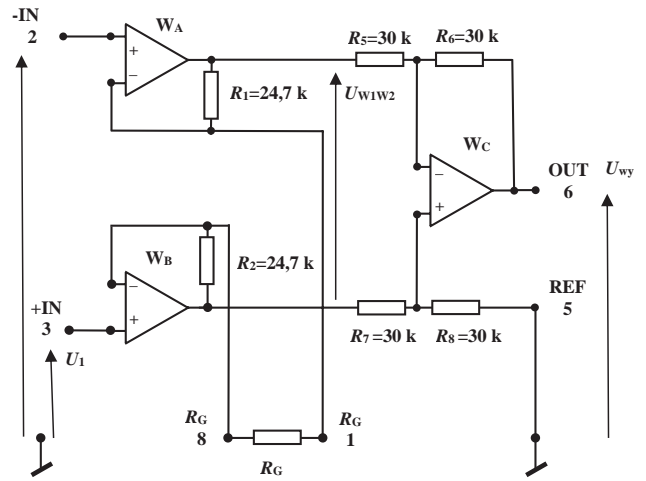 -IN
2
W_A
+
−
R_1=24,7 k
R_5=30 k
R_6=30 k
U_W1W2
W_C
−
+
OUT
6
U_wy
W_B
−
+
R_2=24,7 k
+IN
3
U_1
R_7=30 k
R_8=30 k
REF
5
R_G
8
R_G
1
R_G